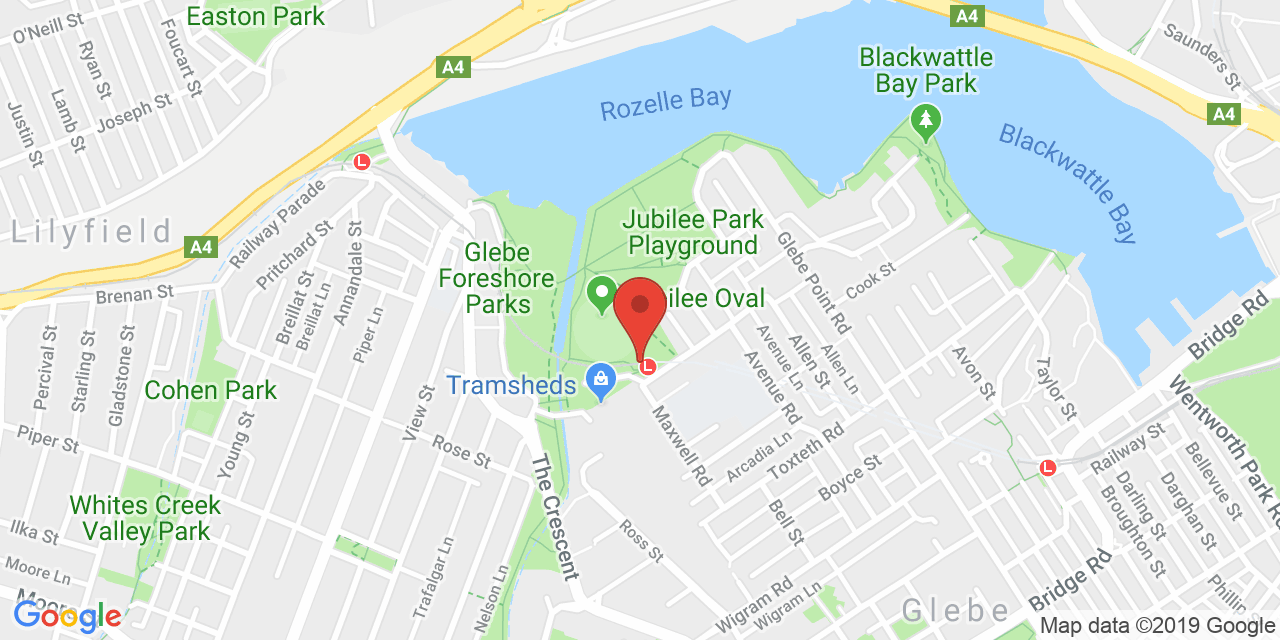 Easton Park
O'Neill St
Ryan St
Foucart St
Lamb St
Justin St
Joseph St
A4
A4
Saunders St
Blackwattle
Bay Park
Rozelle Bay
A4
Blackwattle Bay
Lilyfield
Railway Parade
A4
Pritchard St
Annandale St
Breillat St
Breillat Ln
Brenan St
Piper Ln
Jubilee Park
Playground
Glebe
Foreshore
Parks
ilee Oval
Glebe Point Rd
Cook St
Bridge Rd
Percival St
Starling St
Gladstone St
Cohen Park
Tramsheds
View St
Avenue Ln
Avenue Rd
Allen St
Allen Ln
Avon St
Taylor St
Wentworth Park Rd
Piper St
Young St
Rose St
Maxwell Rd
Arcadia Ln
Toxteth Rd
Boyce St
Railway St
Bellevue St
Darghan St
Darling St
Broughton St
Whites Creek
Valley Park
The Crescent
Bell St
Ross St
Ilka St
Moore Ln
Moore
Trafalgar Ln
Nelson Ln
Wigram Rd
Wigram Ln
Glebe
Bridge Rd
Phillip
Google
Map data ©2019 Google